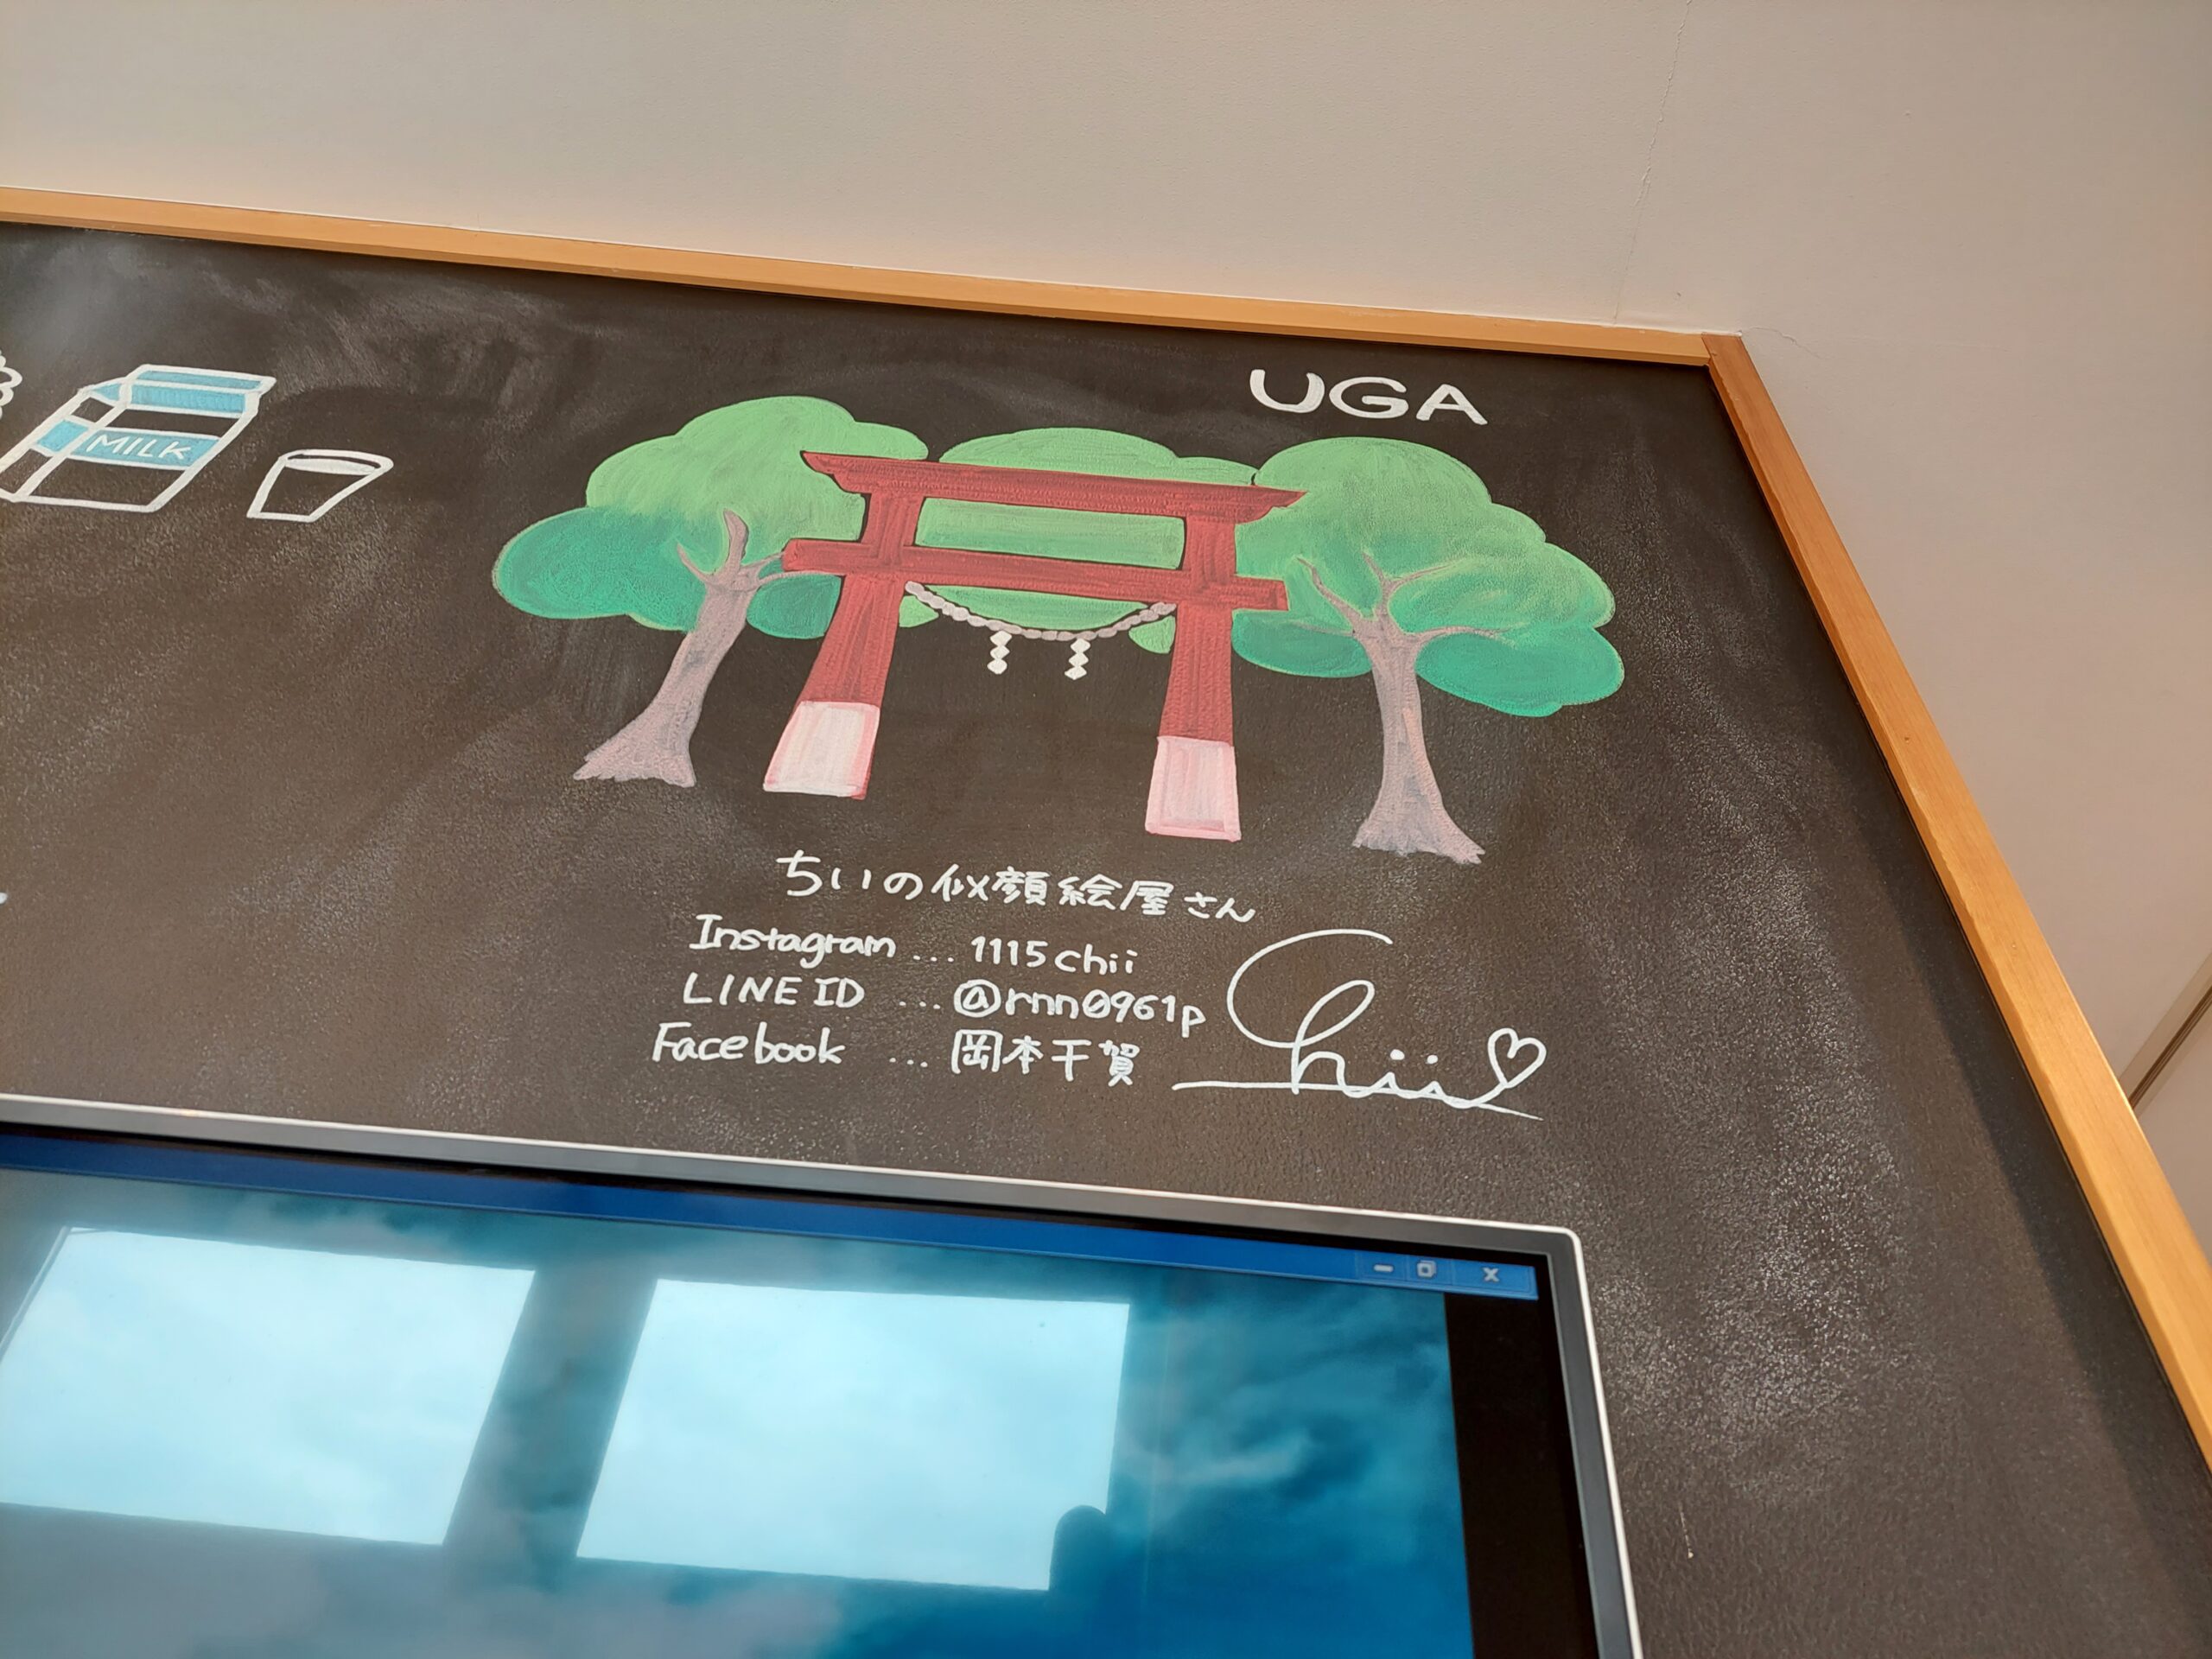 UGA
MILK
ちいの似顔絵屋さん
Instagram ... 1115chii
LINE ID ... @rnn0961p
Facebook ... 岡本千賀
Chii♡